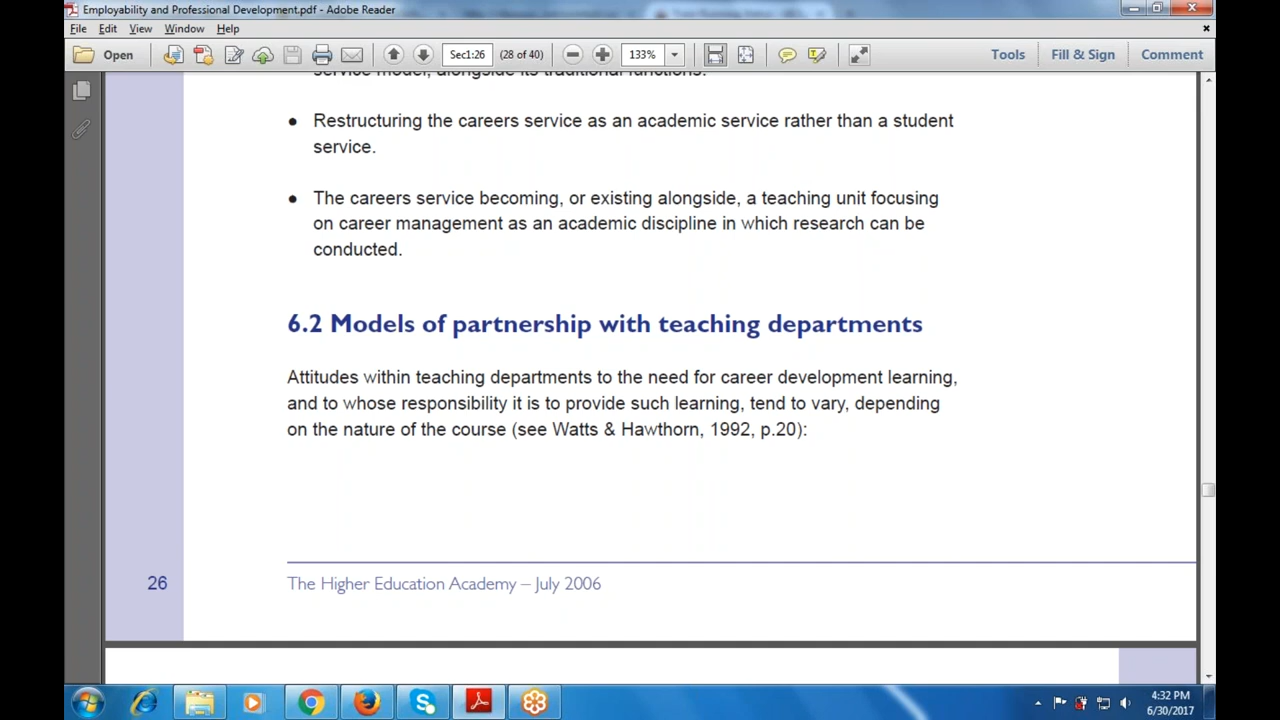 Employability and Professional Development.pdf - Adobe Reader
File Edit View Window Help
Open Sec1:26 (28 of 40) 133% Tools Fill & Sign Comment
service model, alongside its traditional functions.
● Restructuring the careers service as an academic service rather than a student
service.
● The careers service becoming, or existing alongside, a teaching unit focusing
on career management as an academic discipline in which research can be
conducted.
6.2 Models of partnership with teaching departments
Attitudes within teaching departments to the need for career development learning,
and to whose responsibility it is to provide such learning, tend to vary, depending
on the nature of the course (see Watts & Hawthorn, 1992, p.20):
26 The Higher Education Academy – July 2006
4:32 PM
6/30/2017